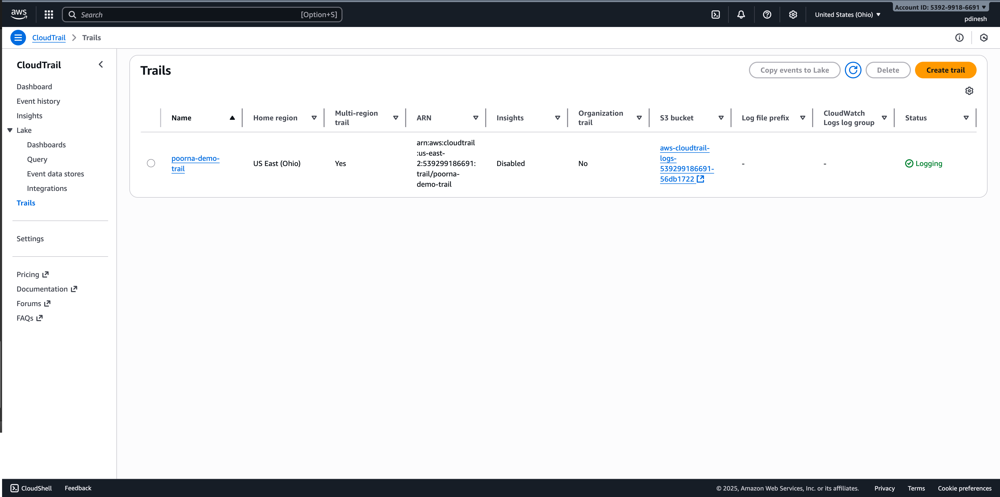 aws
Search
[Option+S]
United States (Ohio)
Account ID: 5392-9918-6691
pdinesh
CloudTrail
Trails
CloudTrail
Dashboard
Event history
Insights
Lake
Dashboards
Query
Event data stores
Integrations
Trails
Settings
Pricing
Documentation
Forums
FAQs
Trails
Copy events to Lake
Delete
Create trail
Name
Home region
Multi-region
trail
ARN
Insights
Organization
trail
S3 bucket
Log file prefix
CloudWatch
Logs log group
Status
poorna-demo-
trail
US East (Ohio)
Yes
arn:aws:cloudtrail
:us-east-
2:539299186691:
trail/poorna-
demo-trail
Disabled
No
aws-cloudtrail-
logs-
539299186691-
56db1722
-
-
Logging
CloudShell
Feedback
© 2025, Amazon Web Services, Inc. or its affiliates.
Privacy
Terms
Cookie preferences